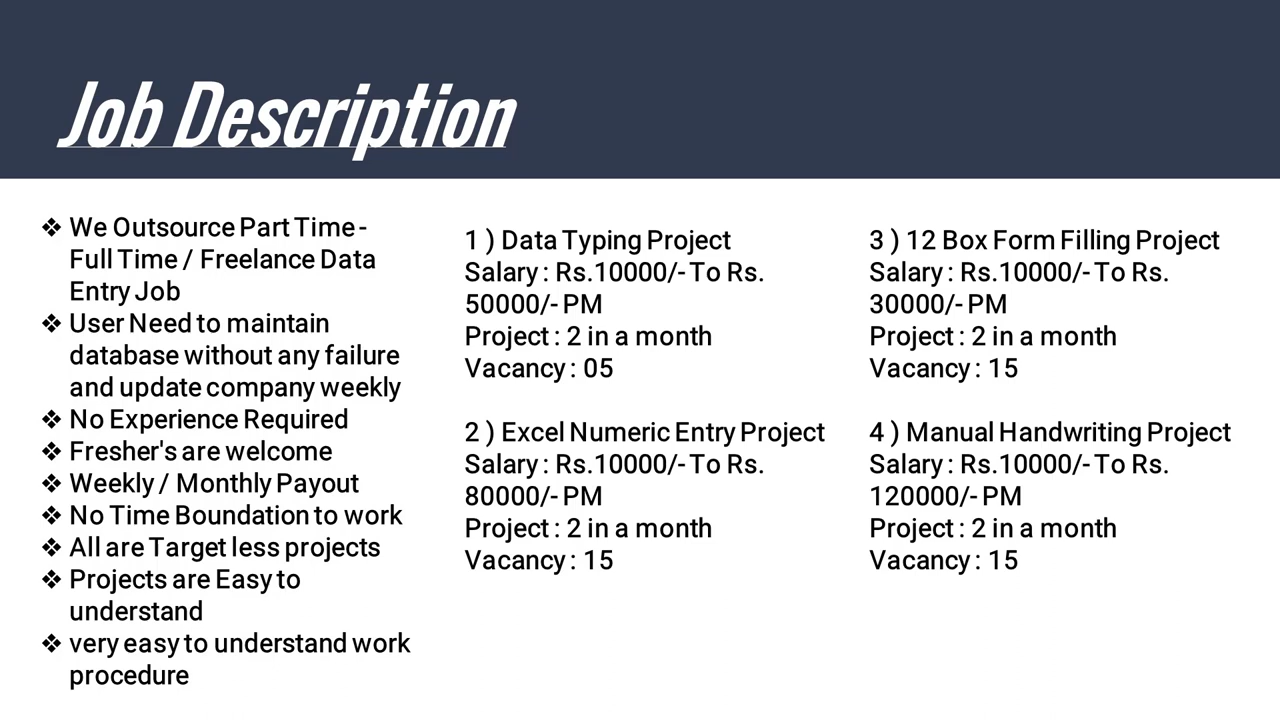 Job Description
❖ We Outsource Part Time -
Full Time / Freelance Data
Entry Job
❖ User Need to maintain
database without any failure
and update company weekly
❖ No Experience Required
❖ Fresher's are welcome
❖ Weekly / Monthly Payout
❖ No Time Boundation to work
❖ All are Target less projects
❖ Projects are Easy to
understand
❖ very easy to understand work
procedure
1 ) Data Typing Project
Salary : Rs.10000/- To Rs.
50000/- PM
Project : 2 in a month
Vacancy : 05
2 ) Excel Numeric Entry Project
Salary : Rs.10000/- To Rs.
80000/- PM
Project : 2 in a month
Vacancy : 15
3 ) 12 Box Form Filling Project
Salary : Rs.10000/- To Rs.
30000/- PM
Project : 2 in a month
Vacancy : 15
4 ) Manual Handwriting Project
Salary : Rs.10000/- To Rs.
120000/- PM
Project : 2 in a month
Vacancy : 15